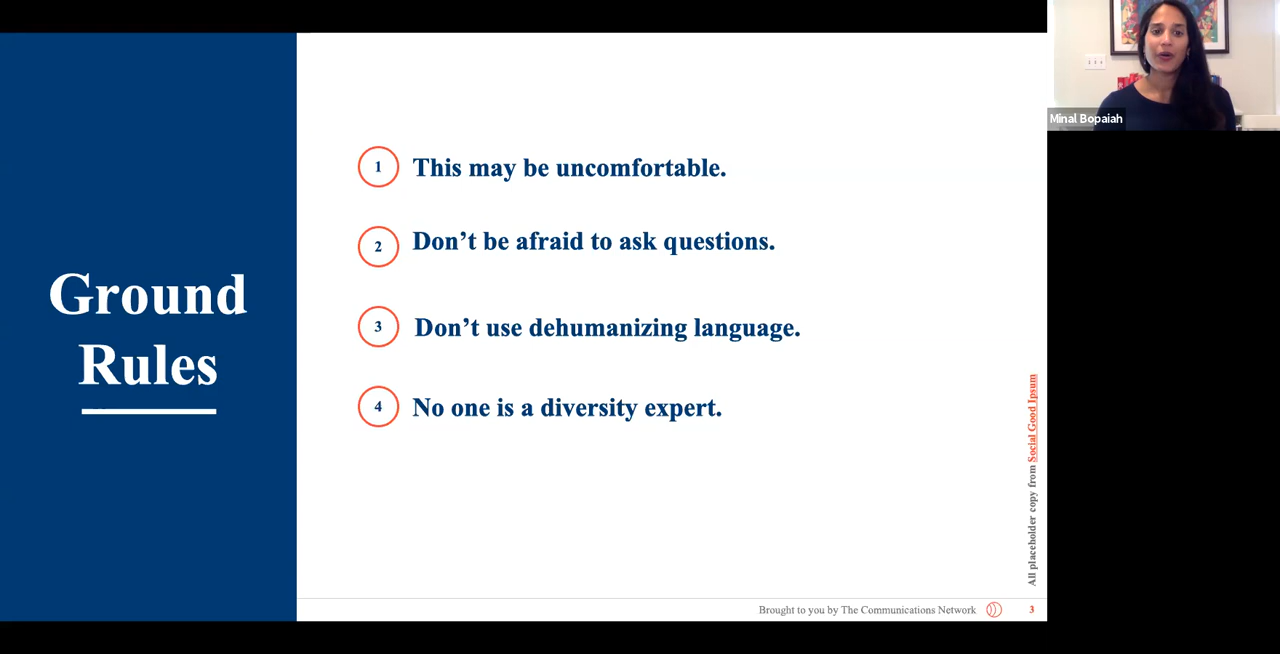 Ground
Rules
1 This may be uncomfortable.
2 Don’t be afraid to ask questions.
3 Don’t use dehumanizing language.
4 No one is a diversity expert.
All placeholder copy from Social Good Ipsum
Brought to you by The Communications Network 3
Minal Bopaiah